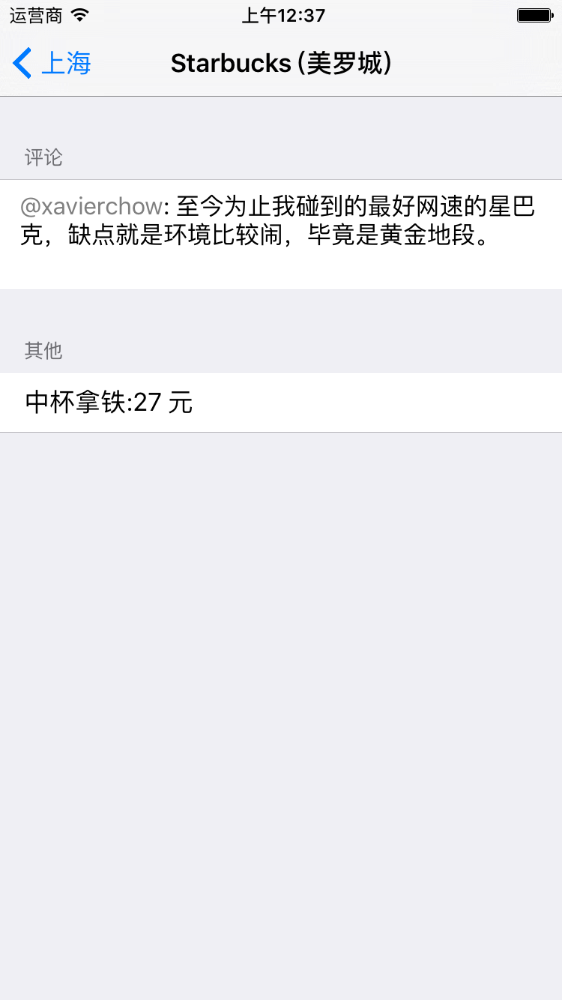 运营商 上午12:37
上海 Starbucks (美罗城)
评论
@xavierchow: 至今为止我碰到的最好网速的星巴
克，缺点就是环境比较闹，毕竟是黄金地段。
其他
中杯拿铁:27 元